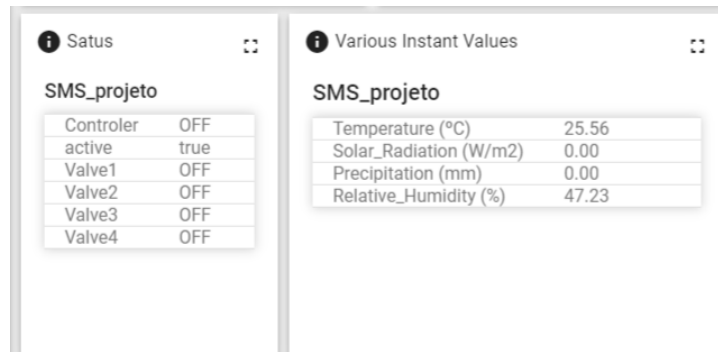 Satus
SMS_projeto
Controler OFF
active true
Valve1 OFF
Valve2 OFF
Valve3 OFF
Valve4 OFF
Various Instant Values
SMS_projeto
Temperature (ºC) 25.56
Solar_Radiation (W/m2) 0.00
Precipitation (mm) 0.00
Relative_Humidity (%) 47.23